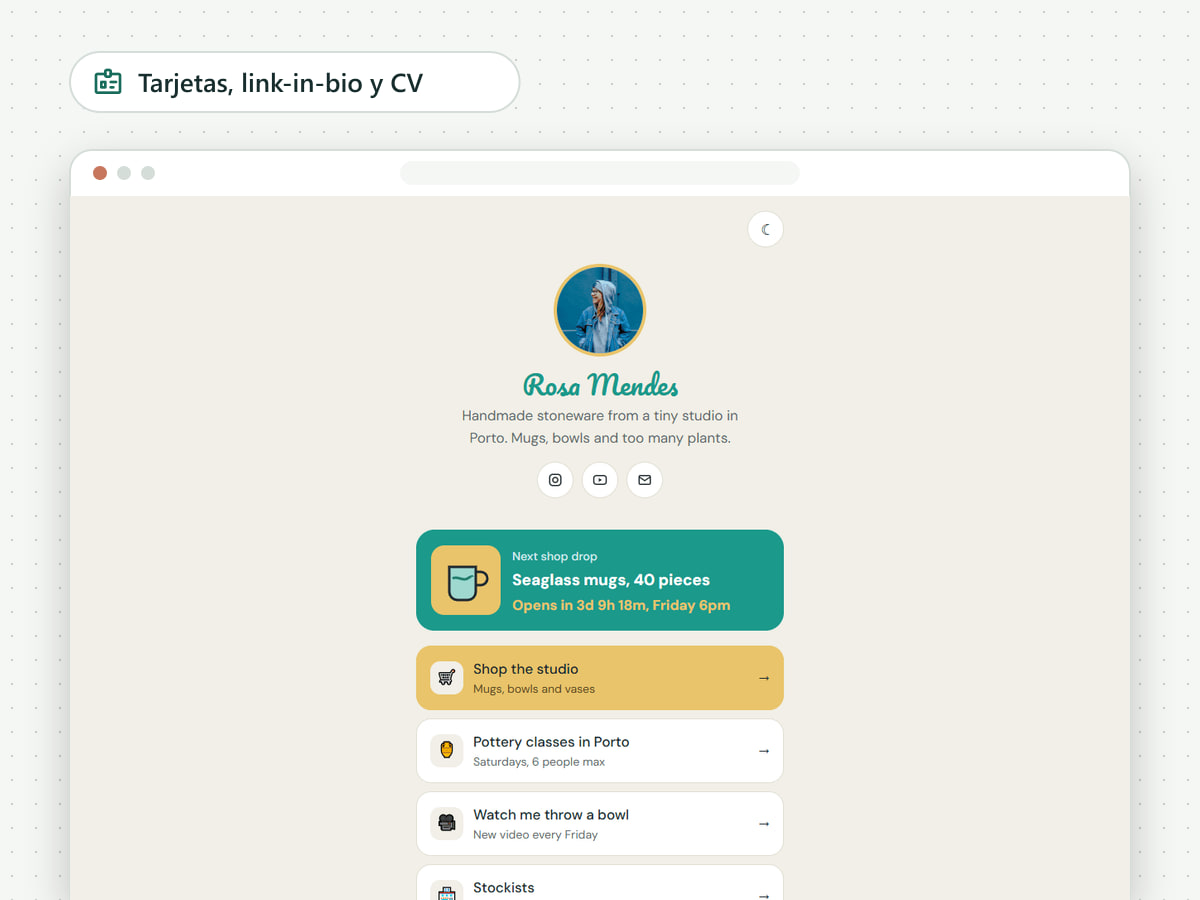 Tarjetas, link-in-bio y CV
Rosa Mendes
Handmade stoneware from a tiny studio in
Porto. Mugs, bowls and too many plants.
Next shop drop
Seaglass mugs, 40 pieces
Opens in 3d 9h 18m, Friday 6pm
Shop the studio
Mugs, bowls and vases
→
Pottery classes in Porto
Saturdays, 6 people max
→
Watch me throw a bowl
New video every Friday
→
Stockists
→